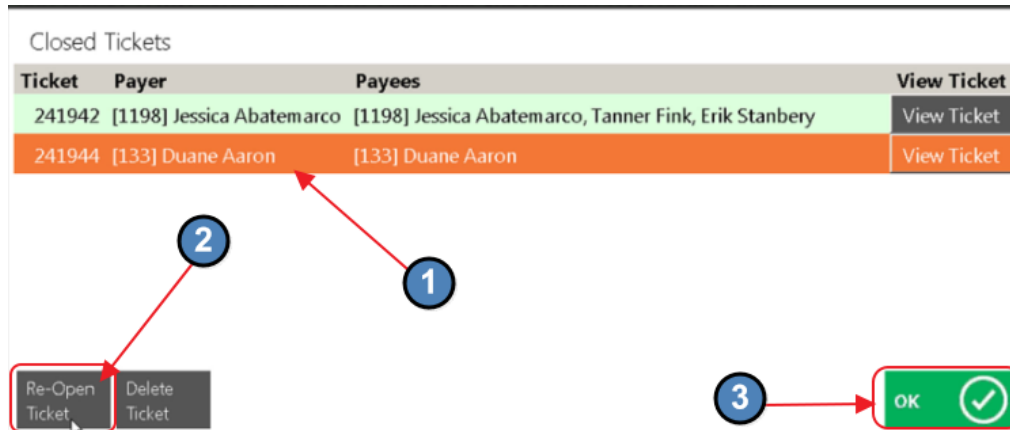 Closed Tickets
Ticket Payer Payees View Ticket
241942 [1198] Jessica Abatemarco [1198] Jessica Abatemarco, Tanner Fink, Erik Stanbery View Ticket
241944 [133] Duane Aaron [133] Duane Aaron View Ticket
2
1
Re-Open
Ticket
Delete
Ticket
3
OK